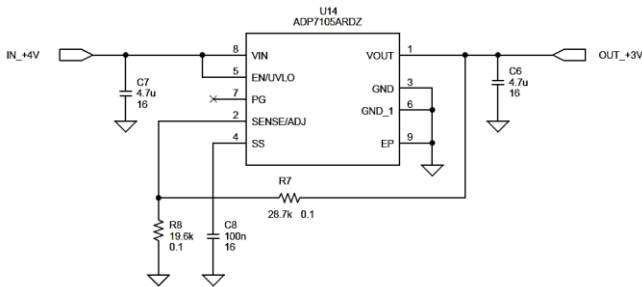 U14
ADP7105ARDZ
IN_+4V
8
VIN
VOUT
1
OUT_+3V
5
EN/UVLO
C7
4.7u
16
GND
3
C6
4.7u
16
7
PG
GND_1
6
2
SENSE/ADJ
4
SS
EP
9
R7
28.7k 0.1
R8
19.6k
0.1
C8
100n
16